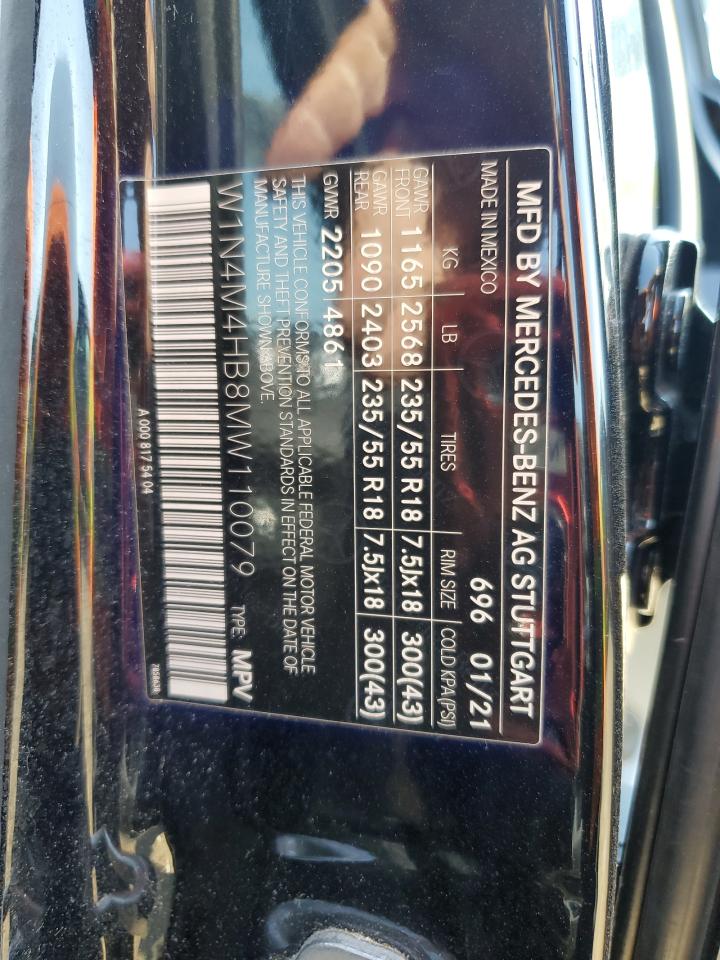 MFD BY MERCEDES-BENZ AG STUTTGART
MADE IN MEXICO 696 01/21
KG LB TIRES RIM SIZE COLD KPA(PSI)
GAWR FRONT 1165 2568 235/55 R18 7.5Jx18 300(43)
GAWR REAR 1090 2403 235/55 R18 7.5Jx18 300(43)
GVWR 2205 4861
THIS VEHICLE CONFORMS TO ALL APPLICABLE FEDERAL MOTOR VEHICLE
SAFETY AND THEFT PREVENTION STANDARDS IN EFFECT ON THE DATE OF
MANUFACTURE SHOWN ABOVE.
W1N4M4HB8MW110079 TYPE: MPV
A 000 817 54 04 7858638